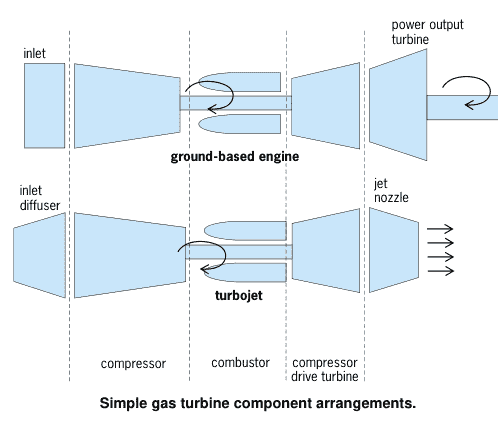 power output
turbine
inlet
ground-based engine
inlet
diffuser
jet
nozzle
turbojet
compressor
combustor
compressor
drive turbine
Simple gas turbine component arrangements.